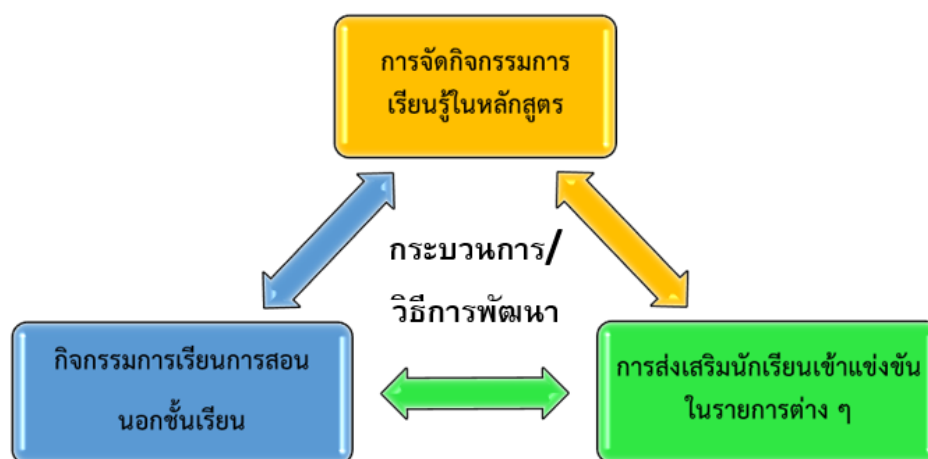 การจัดกิจกรรมการ
เรียนรู้ในหลักสูตร
กระบวนการ/
วิธีการพัฒนา
กิจกรรมการเรียนการสอน
นอกชั้นเรียน
การส่งเสริมนักเรียนเข้าแข่งขัน
ในรายการต่าง ๆ